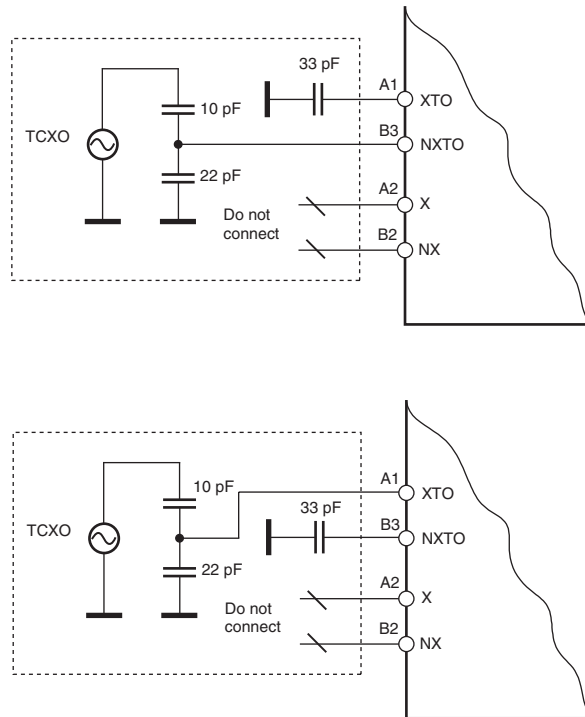 33 pF
A1
XTO
10 pF
TCXO
B3
NXTO
22 pF
A2
X
Do not
connect
B2
NX
A1
XTO
10 pF
33 pF
TCXO
B3
NXTO
22 pF
A2
X
Do not
connect
B2
NX